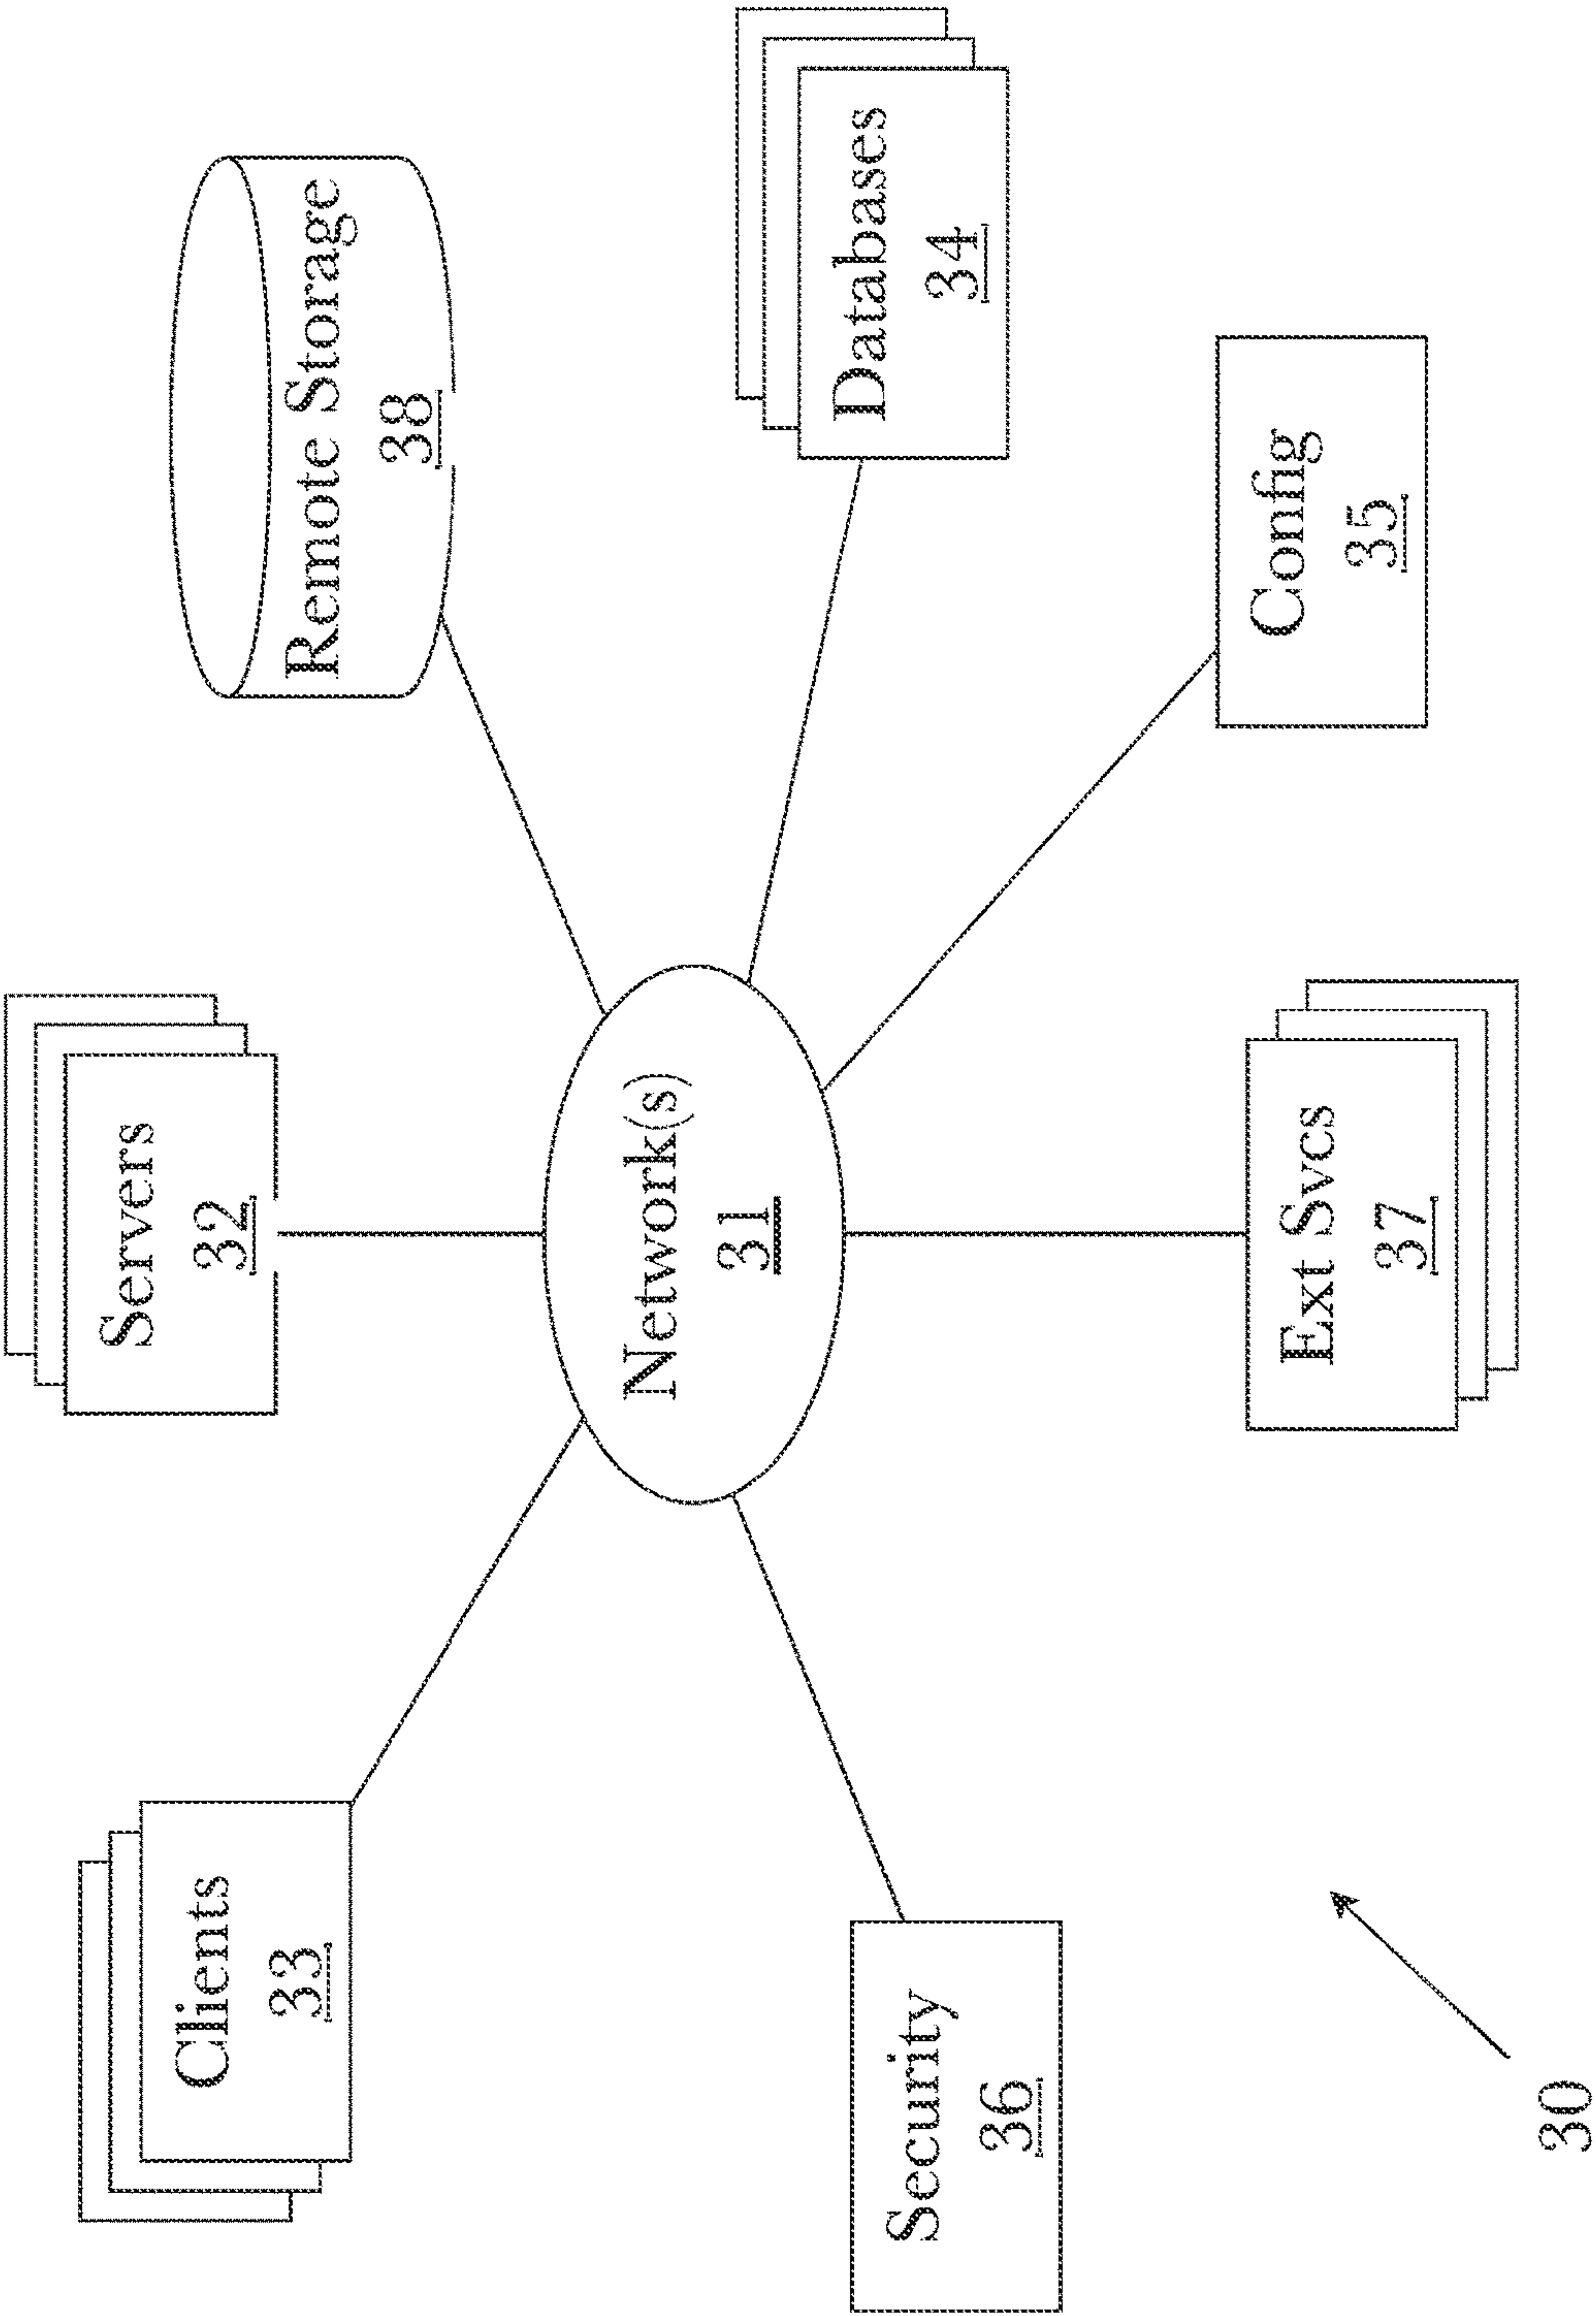 Servers
32
Clients
33
Remote Storage
38
Network(s)
31
Security
36
Databases
34
Ext Svcs
37
Config
35
30